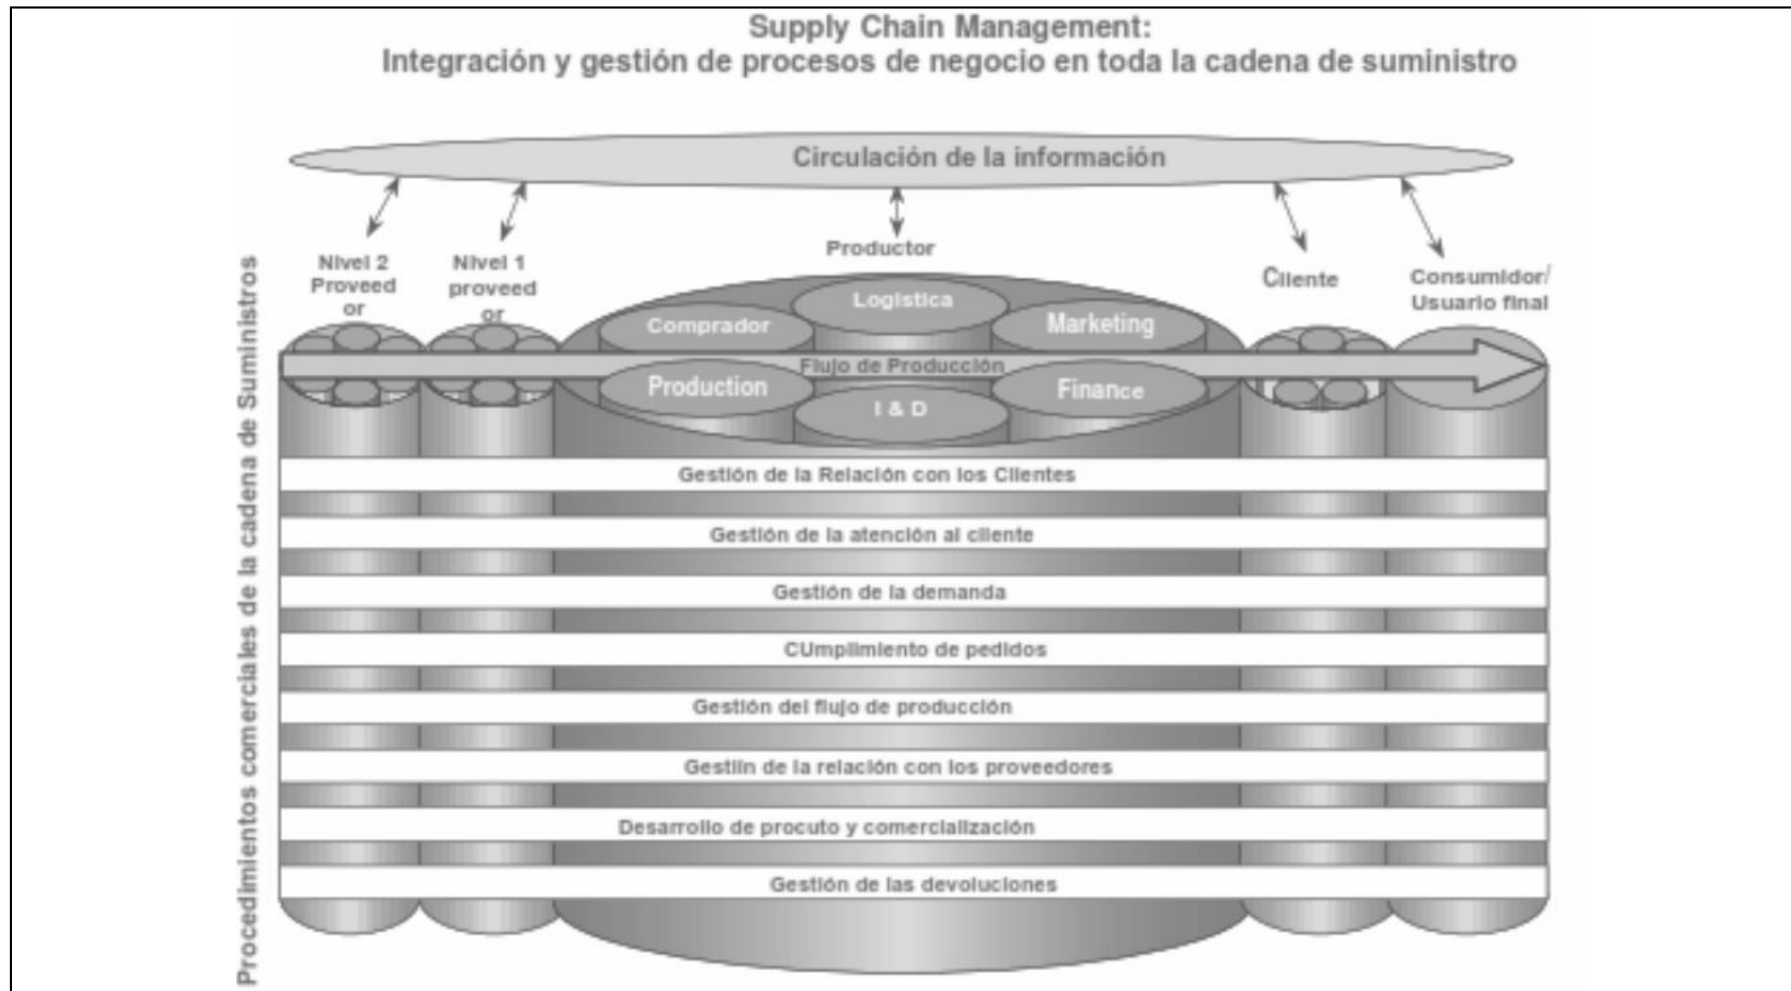 Supply Chain Management:
Integración y gestión de procesos de negocio en toda la cadena de suministro
Circulación de la información
Nivel 2
Proveed
or
Nivel 1
proveed
or
Productor
Cliente
Consumidor/
Usuario final
Logistica
Comprador
Marketing
Flujo de Producción
Production
I & D
Finance
Procedimientos comerciales de la cadena de Suministros
Gestión de la Relación con los Clientes
Gestión de la atención al cliente
Gestión de la demanda
CUmplimiento de pedidos
Gestión del flujo de producción
Gestiín de la relación con los proveedores
Desarrollo de procuto y comercialización
Gestión de las devoluciones